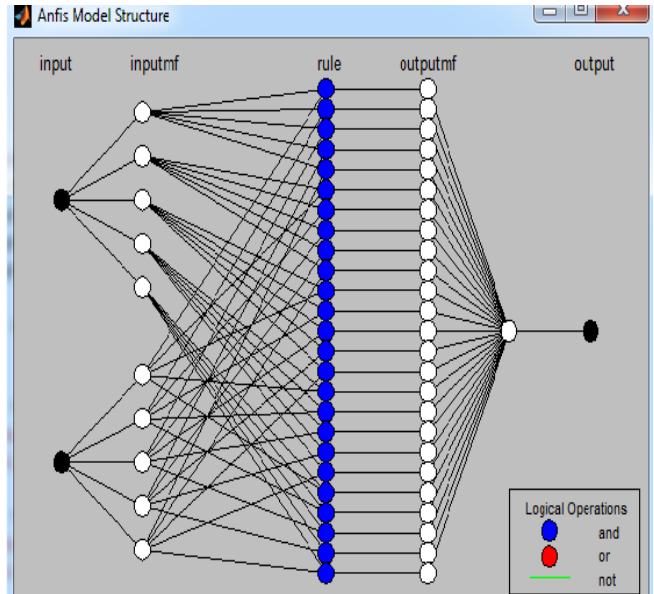 Anfis Model Structure
input inputmf rule outputmf output
Logical Operations
and
or
not